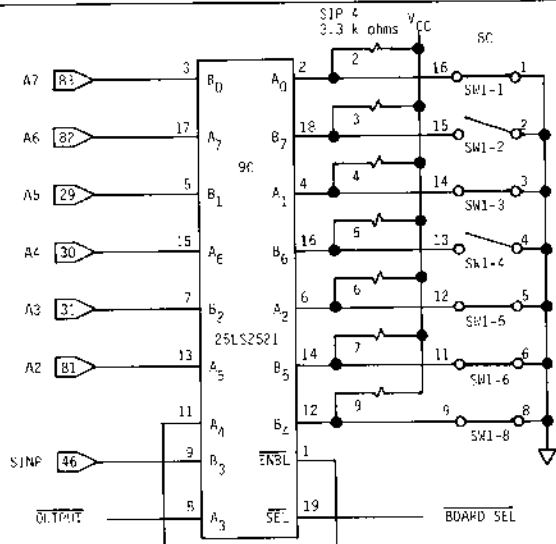 SIP 4
3.3 k ohms
VCC
5C
A7 83 3 B0 A0 2 2 16 1
SW1-1
A6 82 17 A7 B7 18 3 15 2
SW1-2
9C
A5 29 5 B1 A1 4 4 14 3
SW1-3
A4 30 15 A6 B6 16 5 13 4
SW1-4
A3 31 7 B2 A2 6 6 12 5
SW1-5
25LS2521
A2 81 13 A5 B5 14 7 11 6
SW1-6
11 A4 B4 12 9 9 8
SW1-8
SINP 46 9 B3 ENBL 1
OUTPUT 8 A3 SEL 19 BOARD SEL